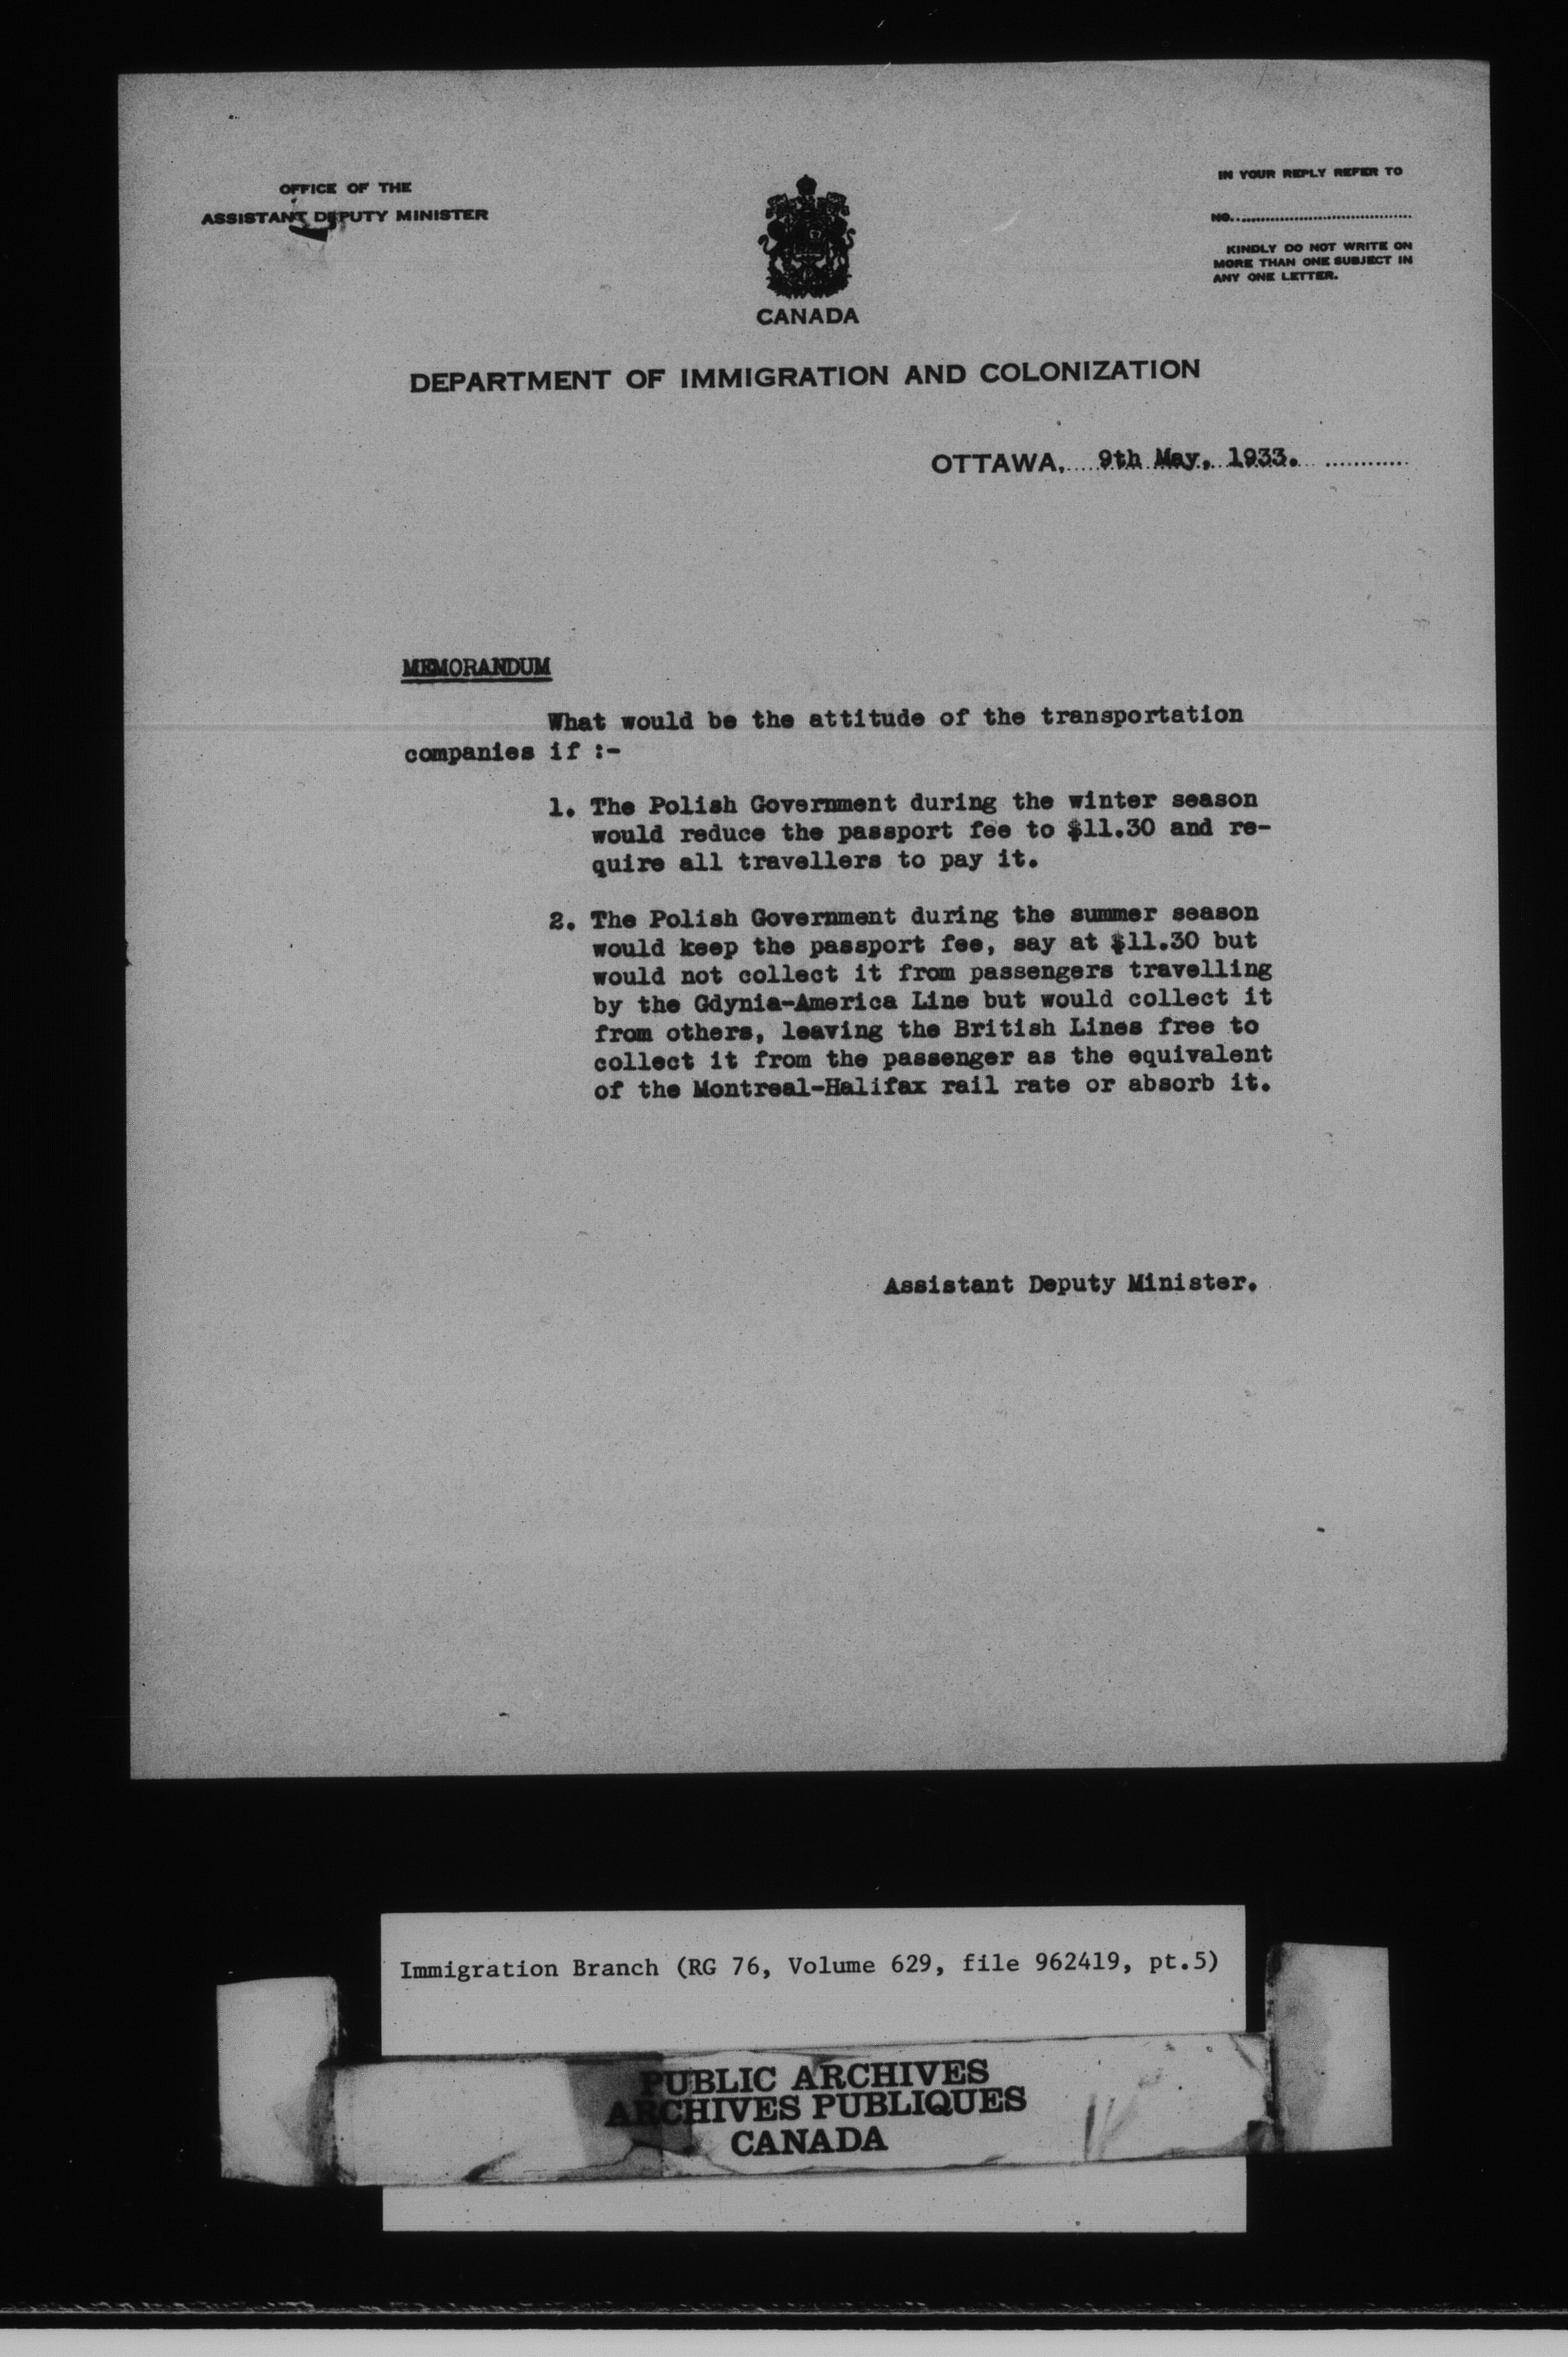 OFFICE OF THE
ASSISTANT DEPUTY MINISTER
IN YOUR REPLY REFER TO
NO.
KINDLY DO NOT WRITE ON
MORE THAN ONE SUBJECT IN
ANY ONE LETTER.
CANADA
DEPARTMENT OF IMMIGRATION AND COLONIZATION
OTTAWA, 9th May, 1933.
MEMORANDUM
What would be the attitude of the transportation
companies if :-
1. The Polish Government during the winter season
would reduce the passport fee to $11.30 and re-
quire all travellers to pay it.
2. The Polish Government during the summer season
would keep the passport fee, say at $11.30 but
would not collect it from passengers travelling
by the Gdynia-America Line but would collect it
from others, leaving the British Lines free to
collect it from the passenger as the equivalent
of the Montreal-Halifax rail rate or absorb it.
Assistant Deputy Minister.
Immigration Branch (RG 76, Volume 629, file 962419, pt.5)
PUBLIC ARCHIVES
ARCHIVES PUBLIQUES
CANADA